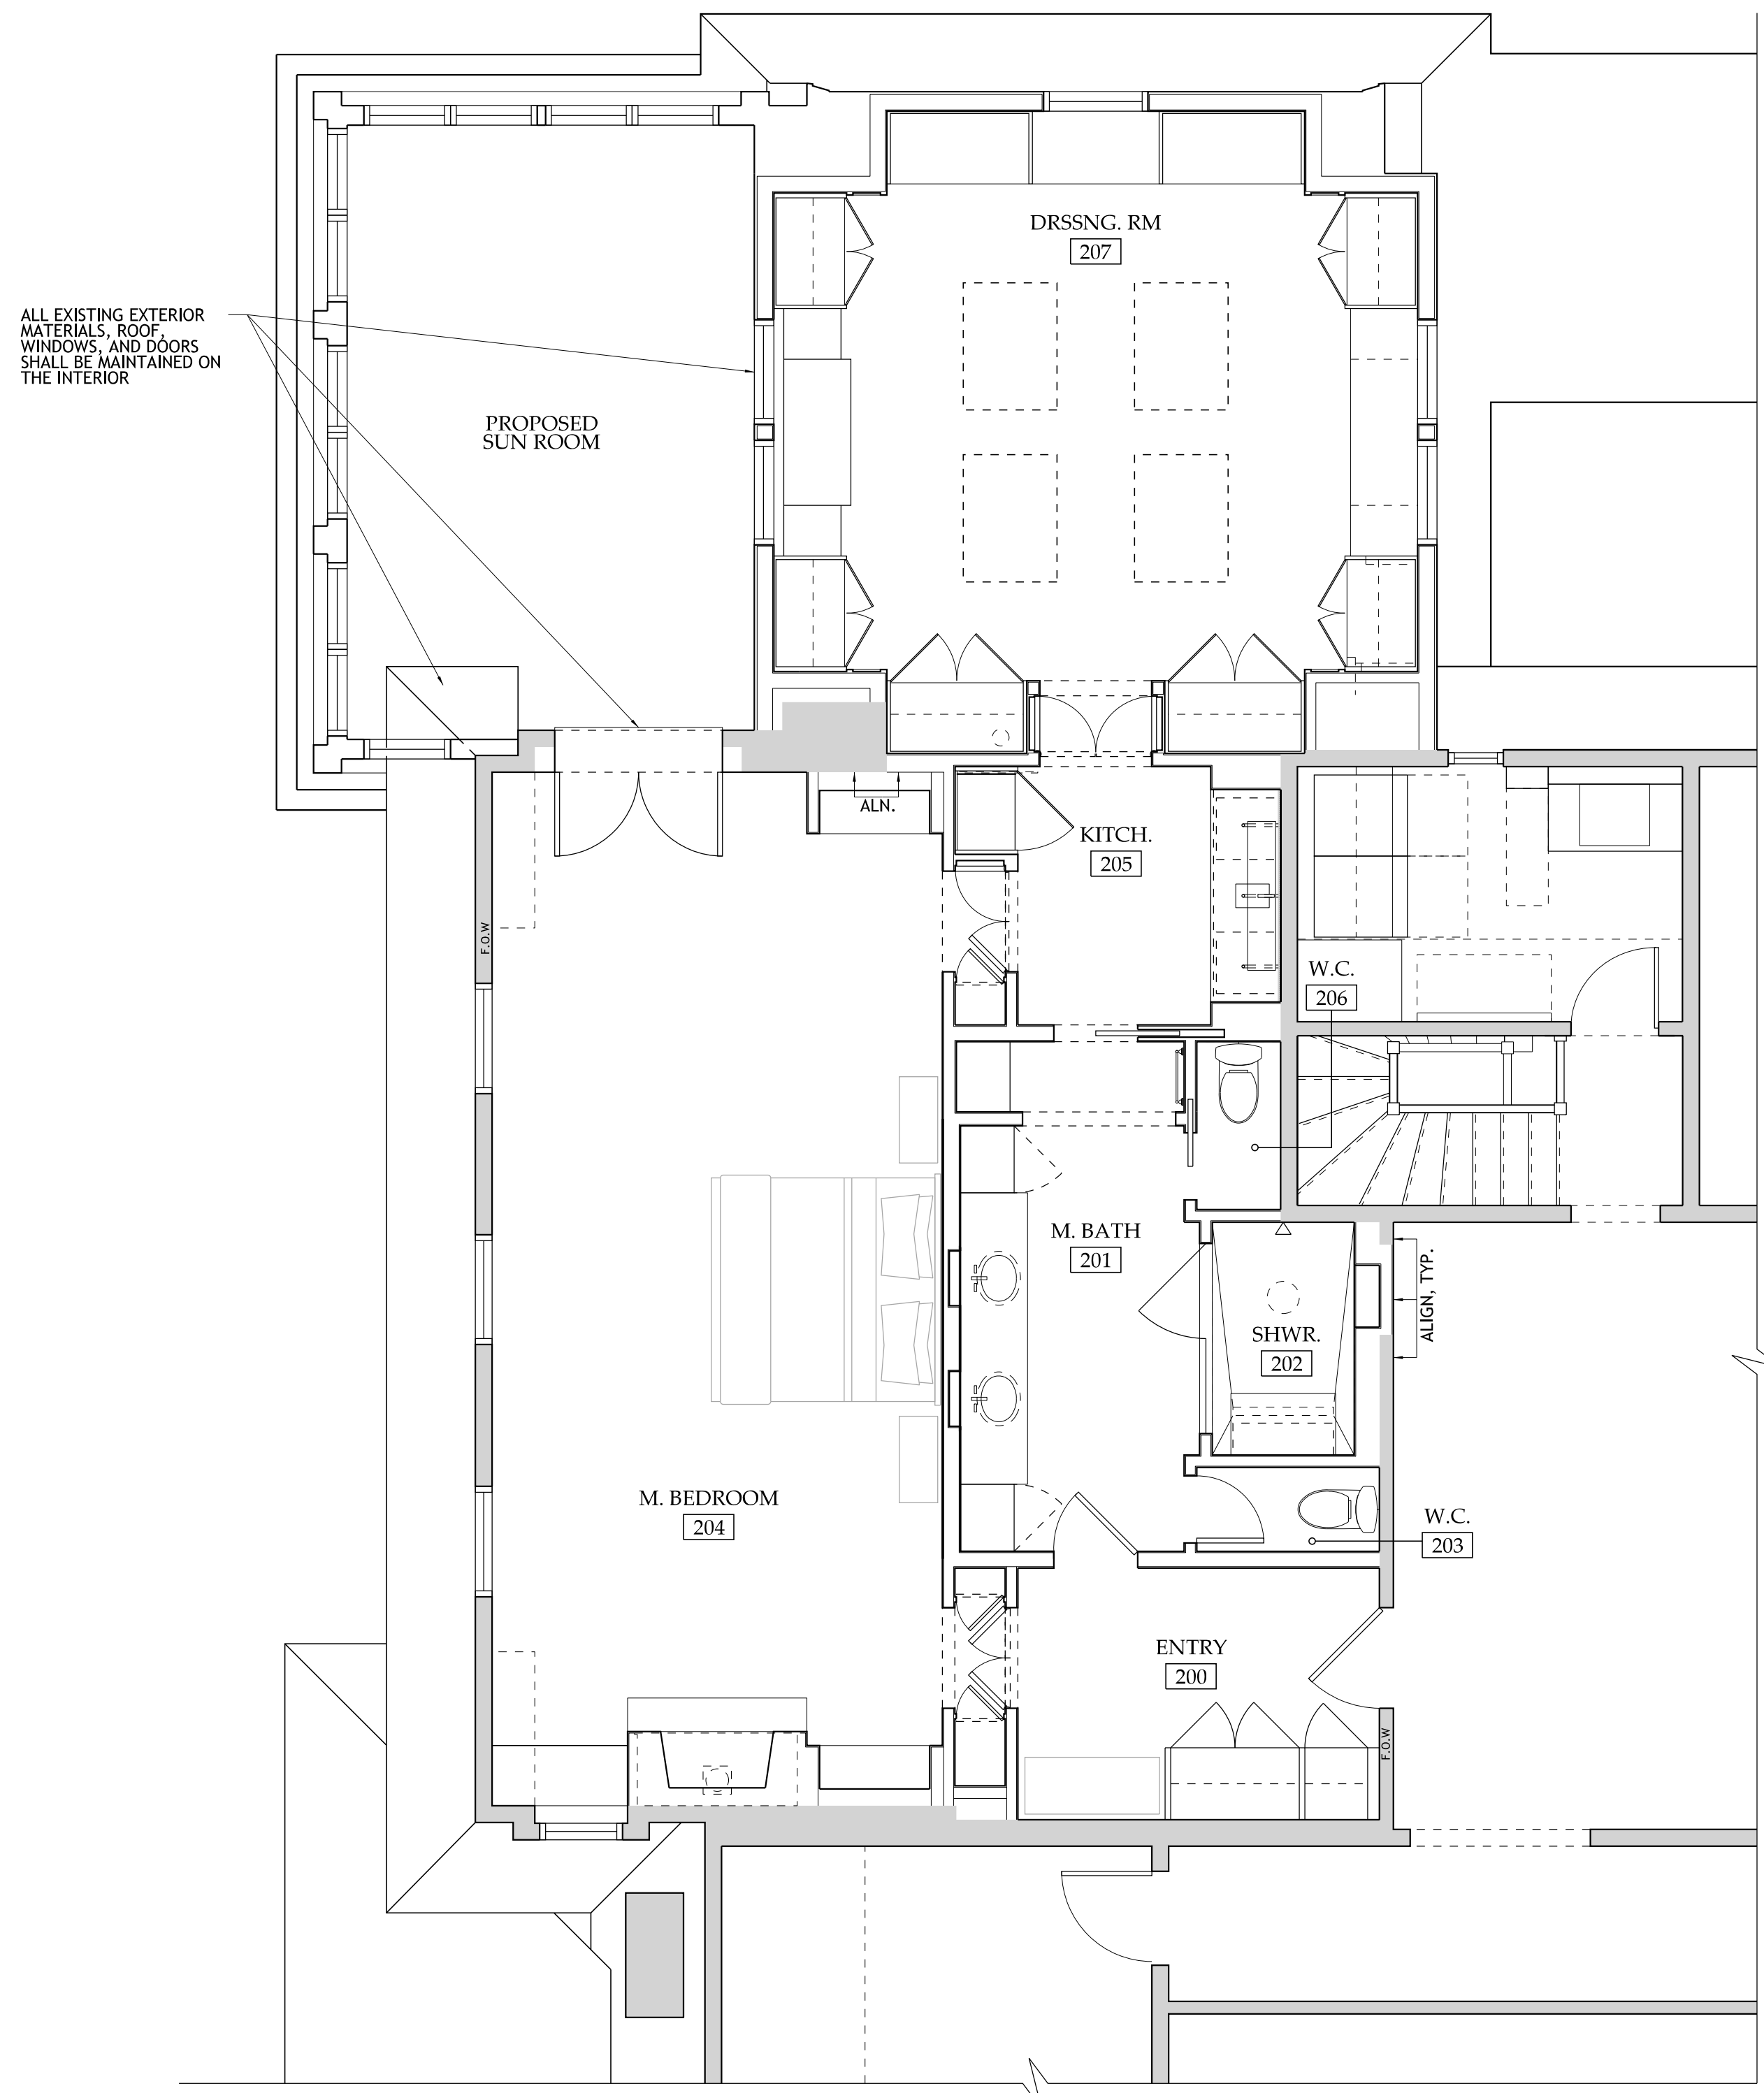 DRSSNG. RM
207
ALL EXISTING EXTERIOR
MATERIALS, ROOF,
WINDOWS, AND DOORS
SHALL BE MAINTAINED ON
THE INTERIOR
PROPOSED
SUN ROOM
ALN.
KITCH.
205
F.O.W
W.C.
206
M. BATH
201
ALIGN, TYP.
SHWR.
202
M. BEDROOM
204
W.C.
203
ENTRY
200
F.O.W